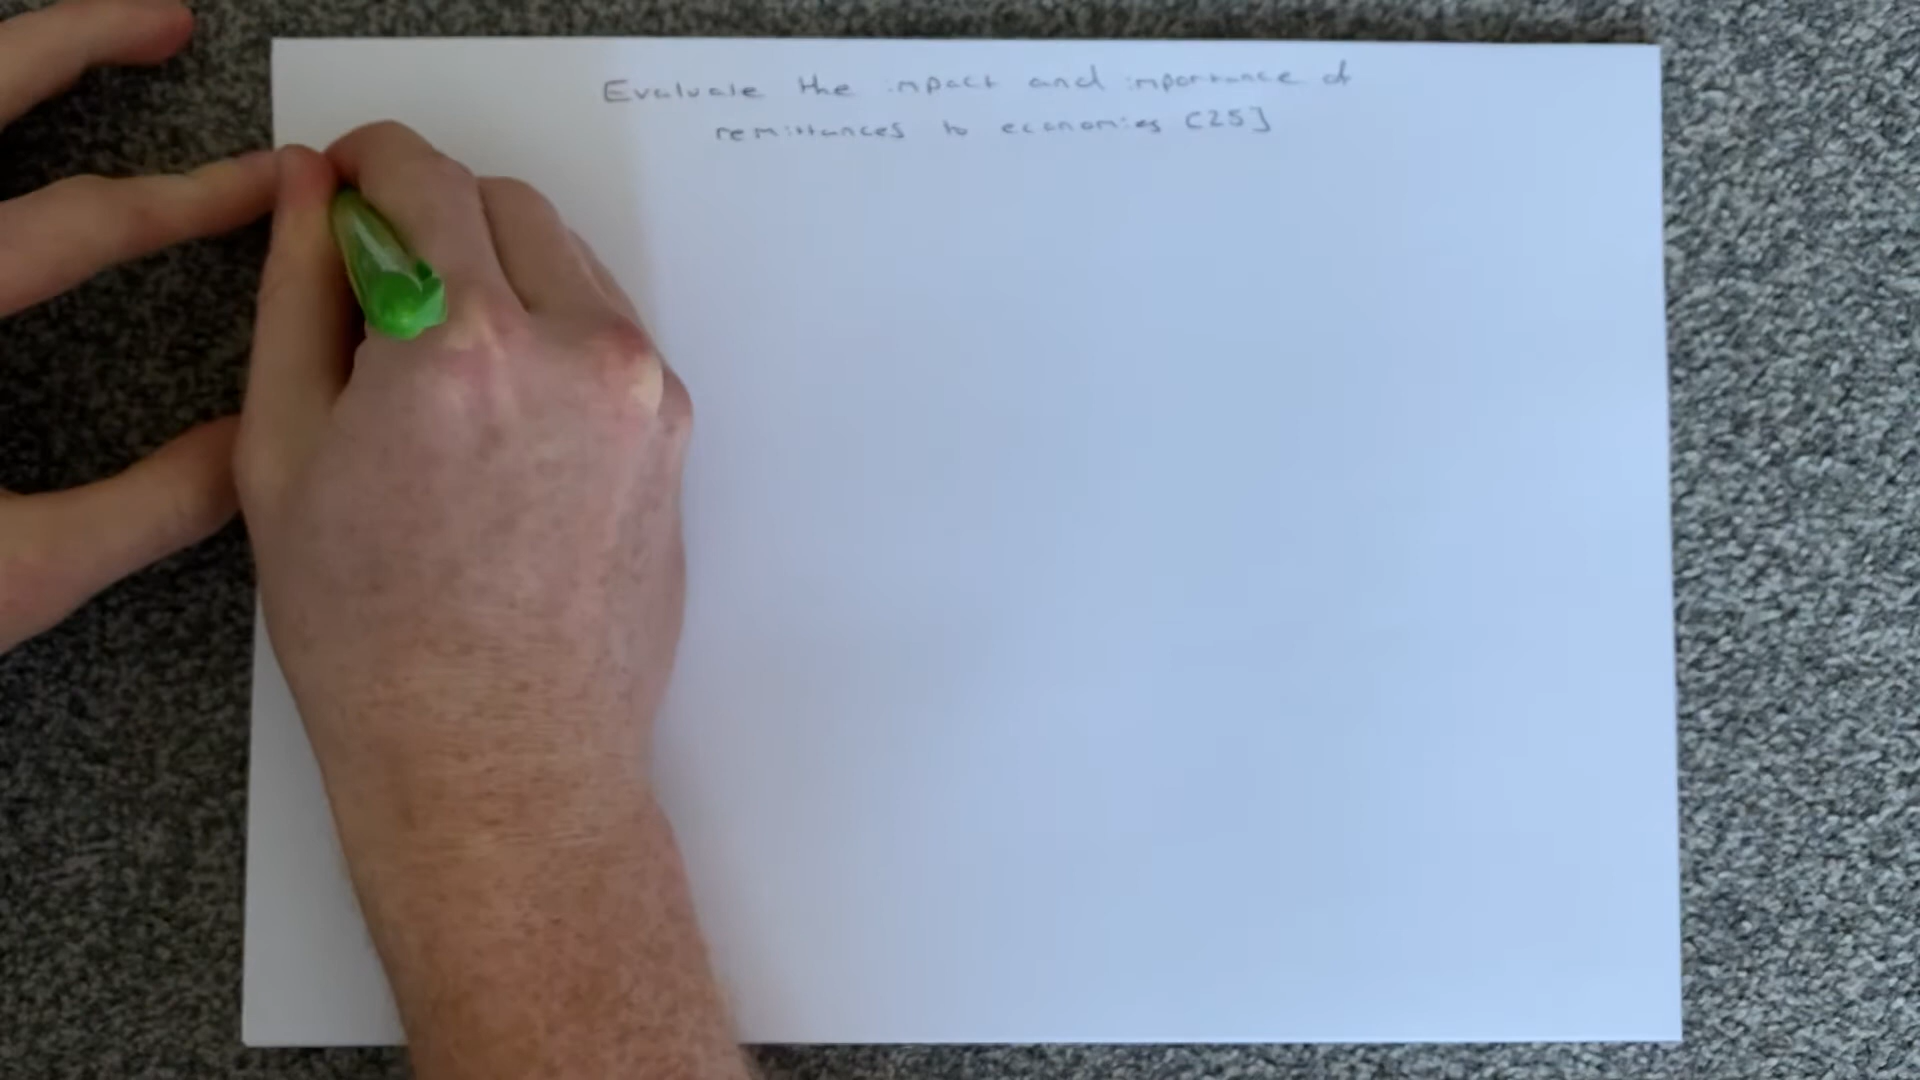 Evaluate the impact and importance of
remittances to economies [25]